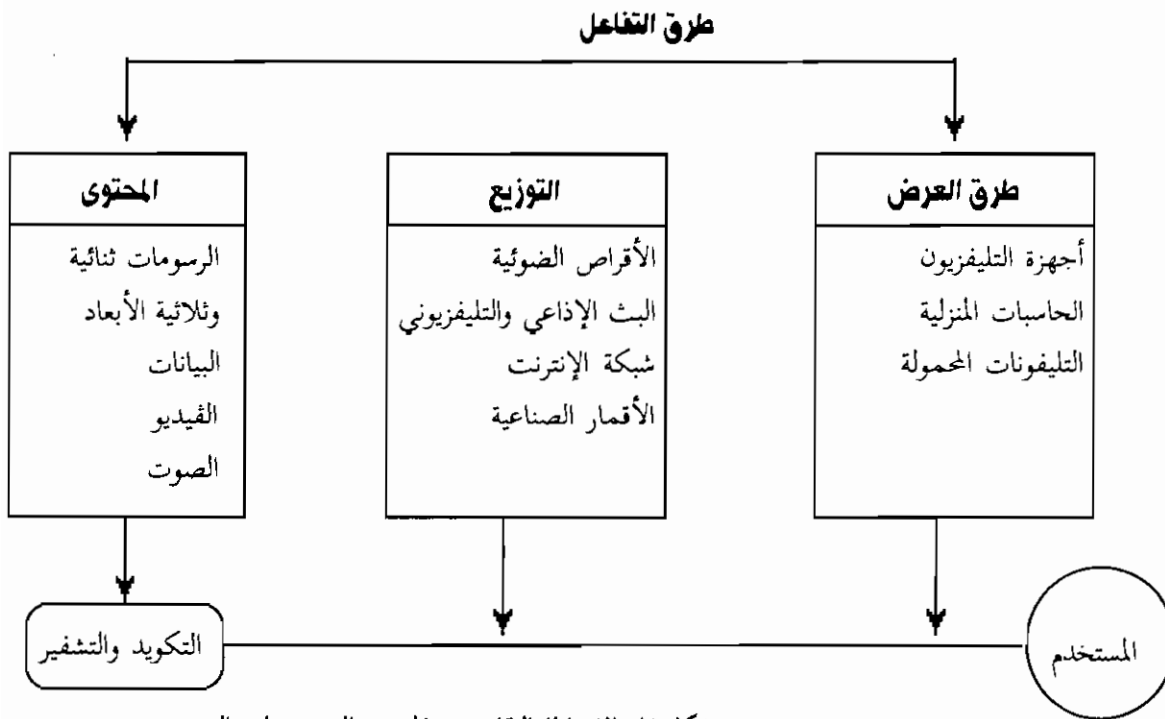 طرق التفاعل
طرق العرض
أجهزة التليفزيون
الحاسبات المنزلية
التليفونات المحمولة
التوزيع
الأقراص الضوئية
البث الإذاعي والتليفزيوني
شبكة الإنترنت
الأقمار الصناعية
المحتوى
الرسومات ثنائية
وثلاثية الأبعاد
البيانات
الڤيديو
الصوت
المستخدم
التكويد والتشفير